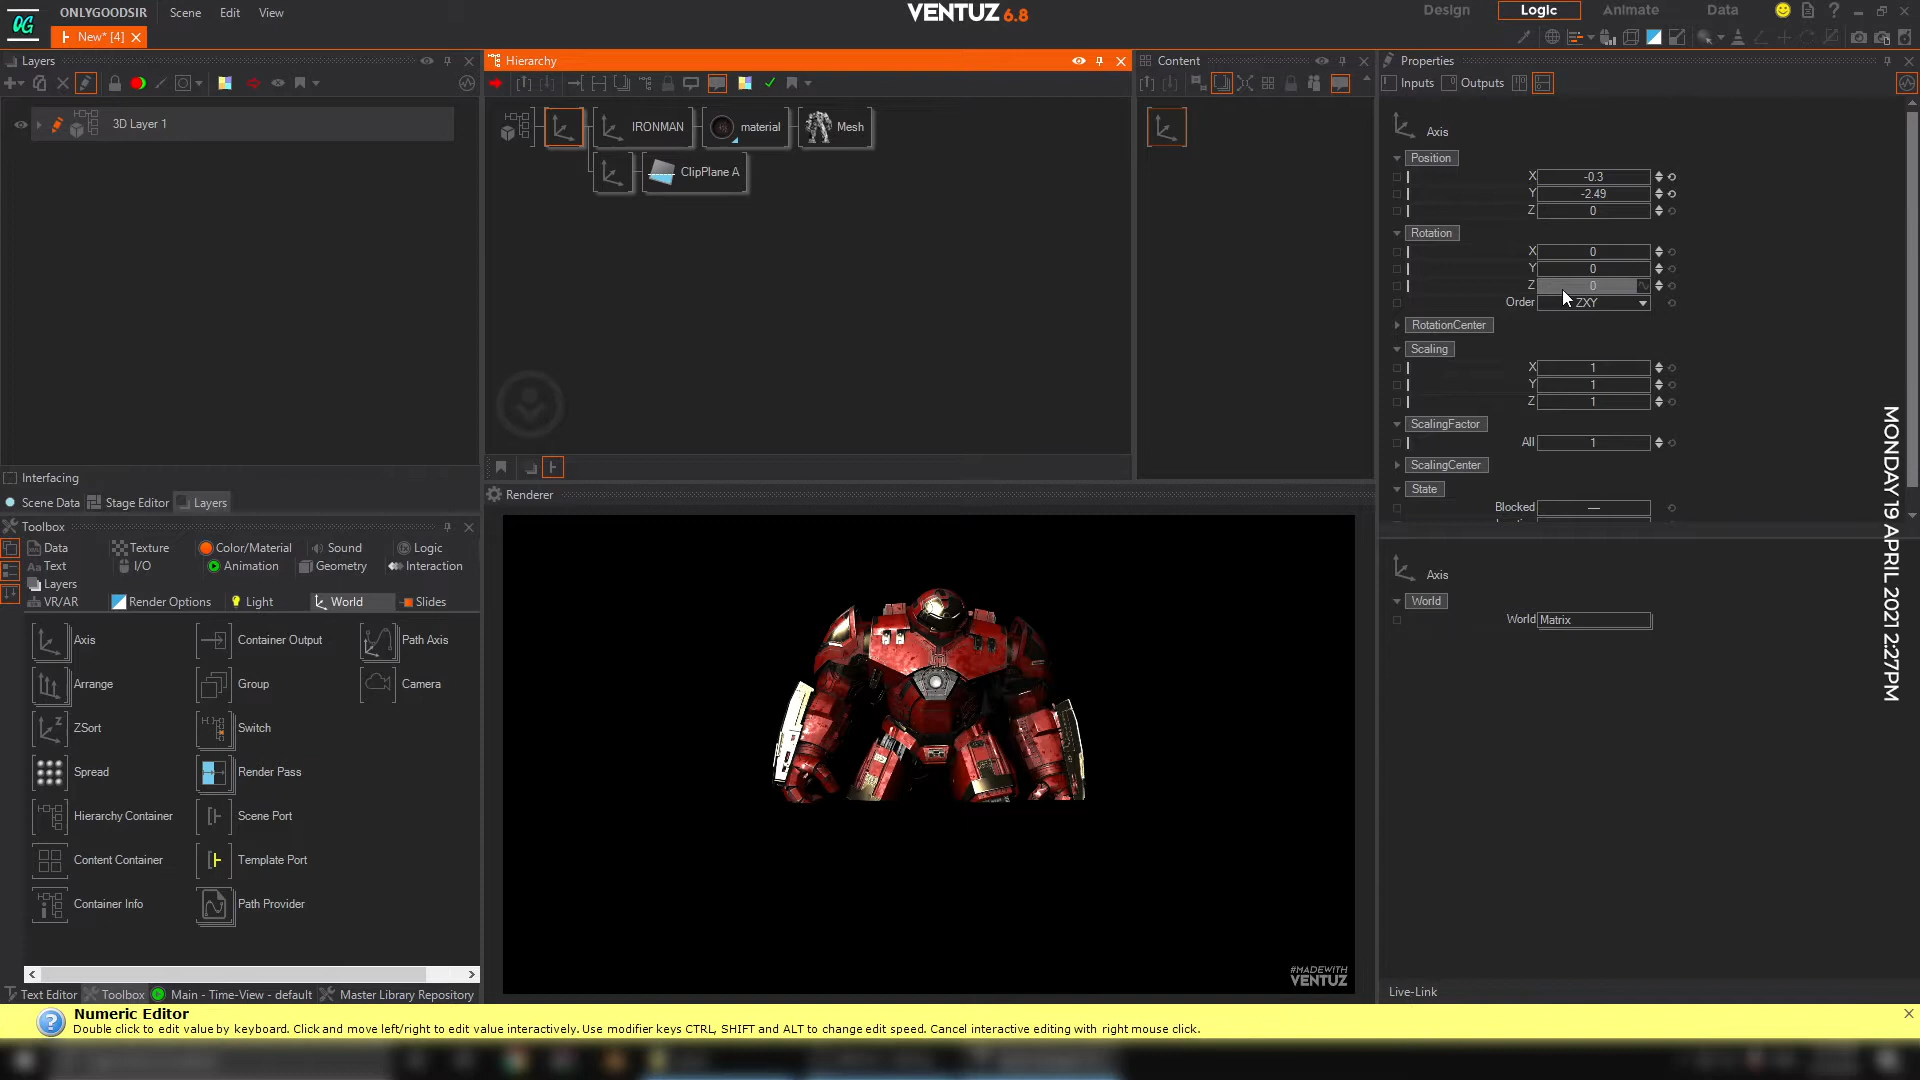 ONLYGOODSIR Scene Edit View
VENTUZ 6.8
Design Logic Animate Data
New* [4]
Layers
3D Layer 1
Interfacing
Scene Data Stage Editor Layers
Hierarchy
IRONMAN material Mesh
ClipPlane A
Content
Renderer
#MADEWITH
VENTUZ
Properties
Inputs Outputs
Axis
Position
X -0.3
Y -2.49
Z 0
Rotation
X 0
Y 0
Z 0
Order ZXY
RotationCenter
Scaling
X 1
Y 1
Z 1
ScalingFactor
All 1
ScalingCenter
State
Blocked —
Axis
World
World Matrix
Live-Link
MONDAY 19 APRIL 2021 2:27PM
Toolbox
Data Texture Color/Material Sound Logic
Text I/O Animation Geometry Interaction
Layers
VR/AR Render Options Light World Slides
Axis Container Output Path Axis
Arrange Group Camera
ZSort Switch
Spread Render Pass
Hierarchy Container Scene Port
Content Container Template Port
Container Info Path Provider
Text Editor Toolbox Main - Time-View - default Master Library Repository
Numeric Editor
Double click to edit value by keyboard. Click and move left/right to edit value interactively. Use modifier keys CTRL, SHIFT and ALT to change edit speed. Cancel interactive editing with right mouse click.